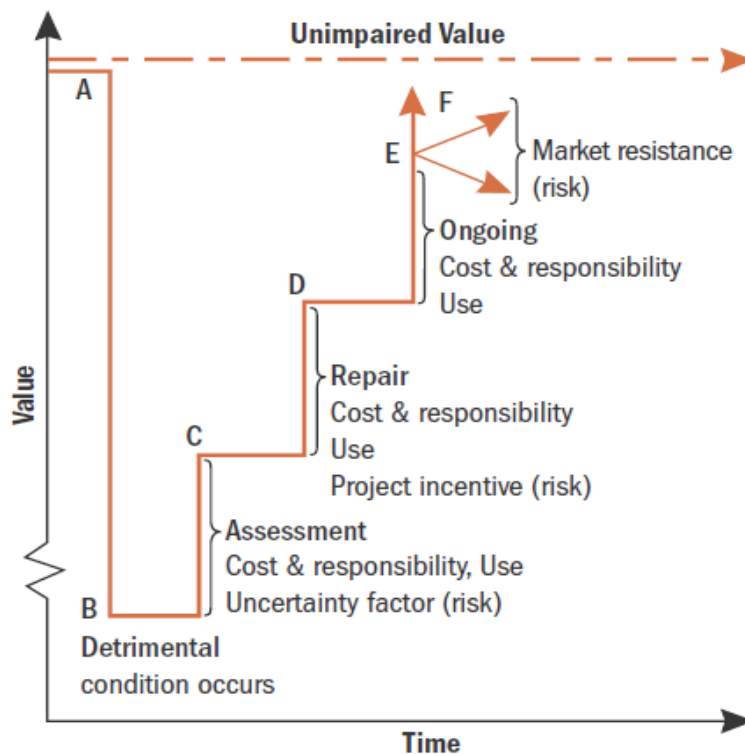 Unimpaired Value
A
F
E
Market resistance
(risk)
Ongoing
Cost & responsibility
Use
D
Repair
Cost & responsibility
Use
Project incentive (risk)
C
Assessment
Cost & responsibility, Use
Uncertainty factor (risk)
B
Detrimental
condition occurs
Value
Time